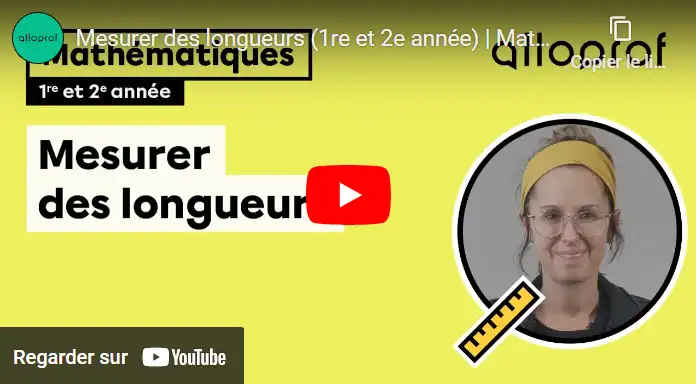 alloprof
Mesurer des longueurs (1re et 2e année) | Mat...
alloprof
Copier le li...
Mathématiques
1re et 2e année
Mesurer
des longueur
Regarder sur YouTube